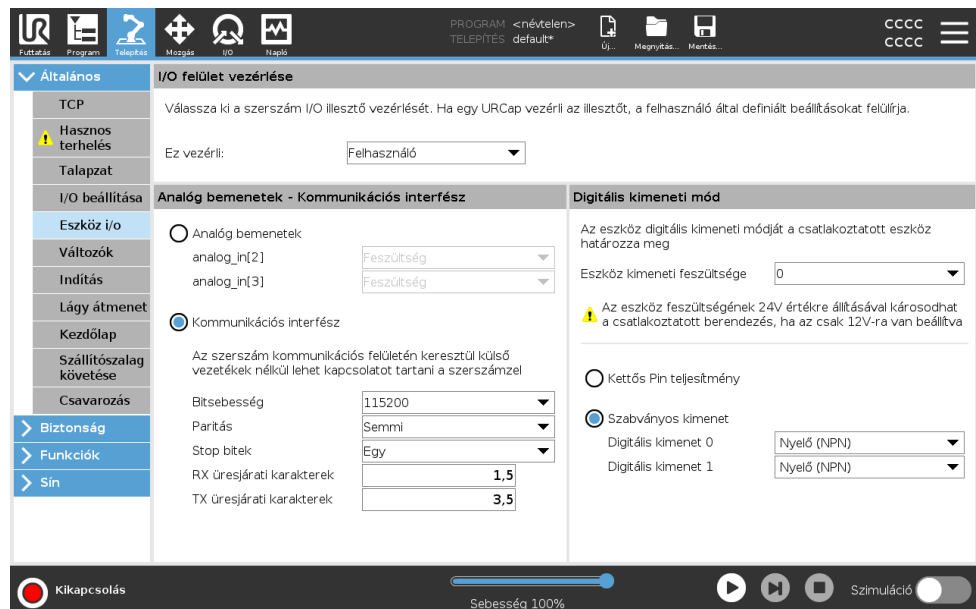 PROGRAM <névtelen>
TELEPÍTÉS default*
Futtatás
Program
Telepítés
Mozgás
I/O
Napló
Új...
Megnyitás...
Mentés...
CCCC
CCCC
Általános
TCP
Hasznos
terhelés
Talapzat
I/O beállítása
Eszköz i/o
Változók
Indítás
Lágy átmenet
Kezdőlap
Szállítószalag
követése
Csavarozás
Biztonság
Funkciók
Sín
I/O felület vezérlése
Válassza ki a szerszám I/O illesztő vezérlését. Ha egy URCap vezérli az illesztőt, a felhasználó által definiált beállításokat felülírja.
Ez vezérli: Felhasználó
Analóg bemenetek - Kommunikációs interfész
Analóg bemenetek
analog_in[2] Feszültség
analog_in[3] Feszültség
Kommunikációs interfész
Az szerszám kommunikációs felületén keresztül külső
vezetékek nélkül lehet kapcsolatot tartani a szerszámzel
Bitsebesség 115200
Paritás Semmi
Stop bitek Egy
RX üresjárati karakterek 1,5
TX üresjárati karakterek 3,5
Digitális kimeneti mód
Az eszköz digitális kimeneti módját a csatlakoztatott eszköz
határozza meg
Eszköz kimeneti feszültsége 0
Az eszköz feszültségének 24V értékre állításával károsodhat
a csatlakoztatott berendezés, ha az csak 12V-ra van beállítva
Kettős Pin teljesítmény
Szabványos kimenet
Digitális kimenet 0 Nyelő (NPN)
Digitális kimenet 1 Nyelő (NPN)
Kikapcsolás
Sebesség 100%
Szimuláció